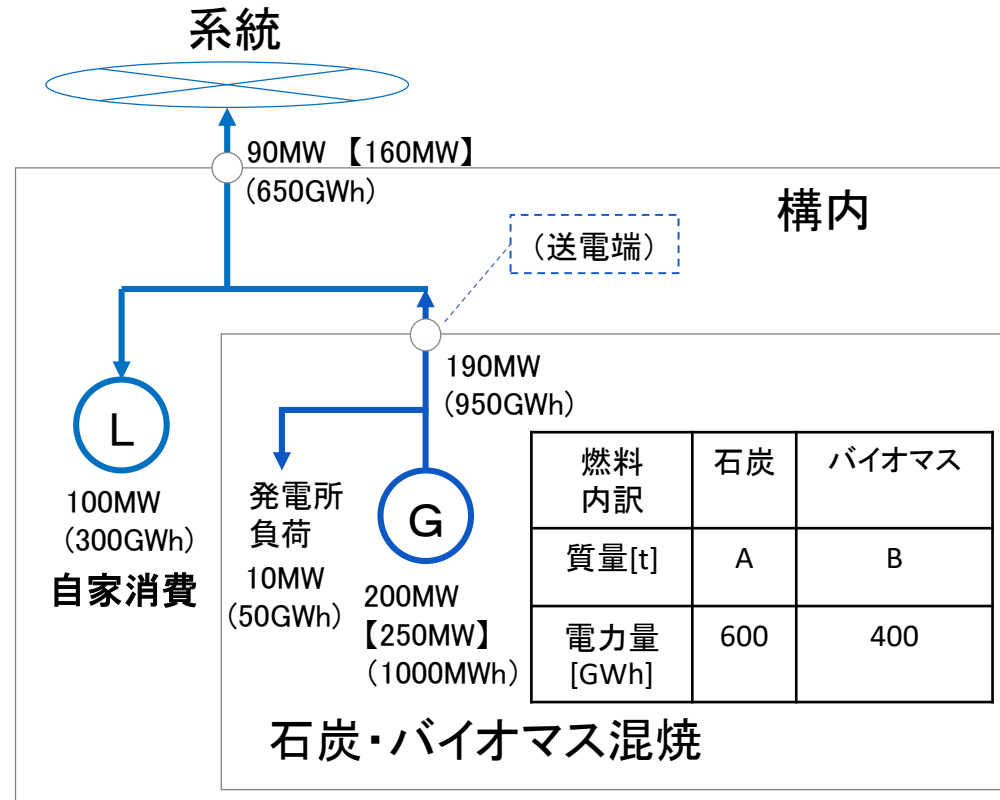 系統
90MW 【160MW】
(650GWh)
構内
（送電端）
190MW
(950GWh)
L
100MW
(300GWh)
自家消費
発電所
負荷
10MW
(50GWh)
G
200MW
【250MW】
(1000MWh)
燃料
内訳
石炭
バイオマス
質量[t]
A
B
電力量
[GWh]
600
400
石炭・バイオマス混焼